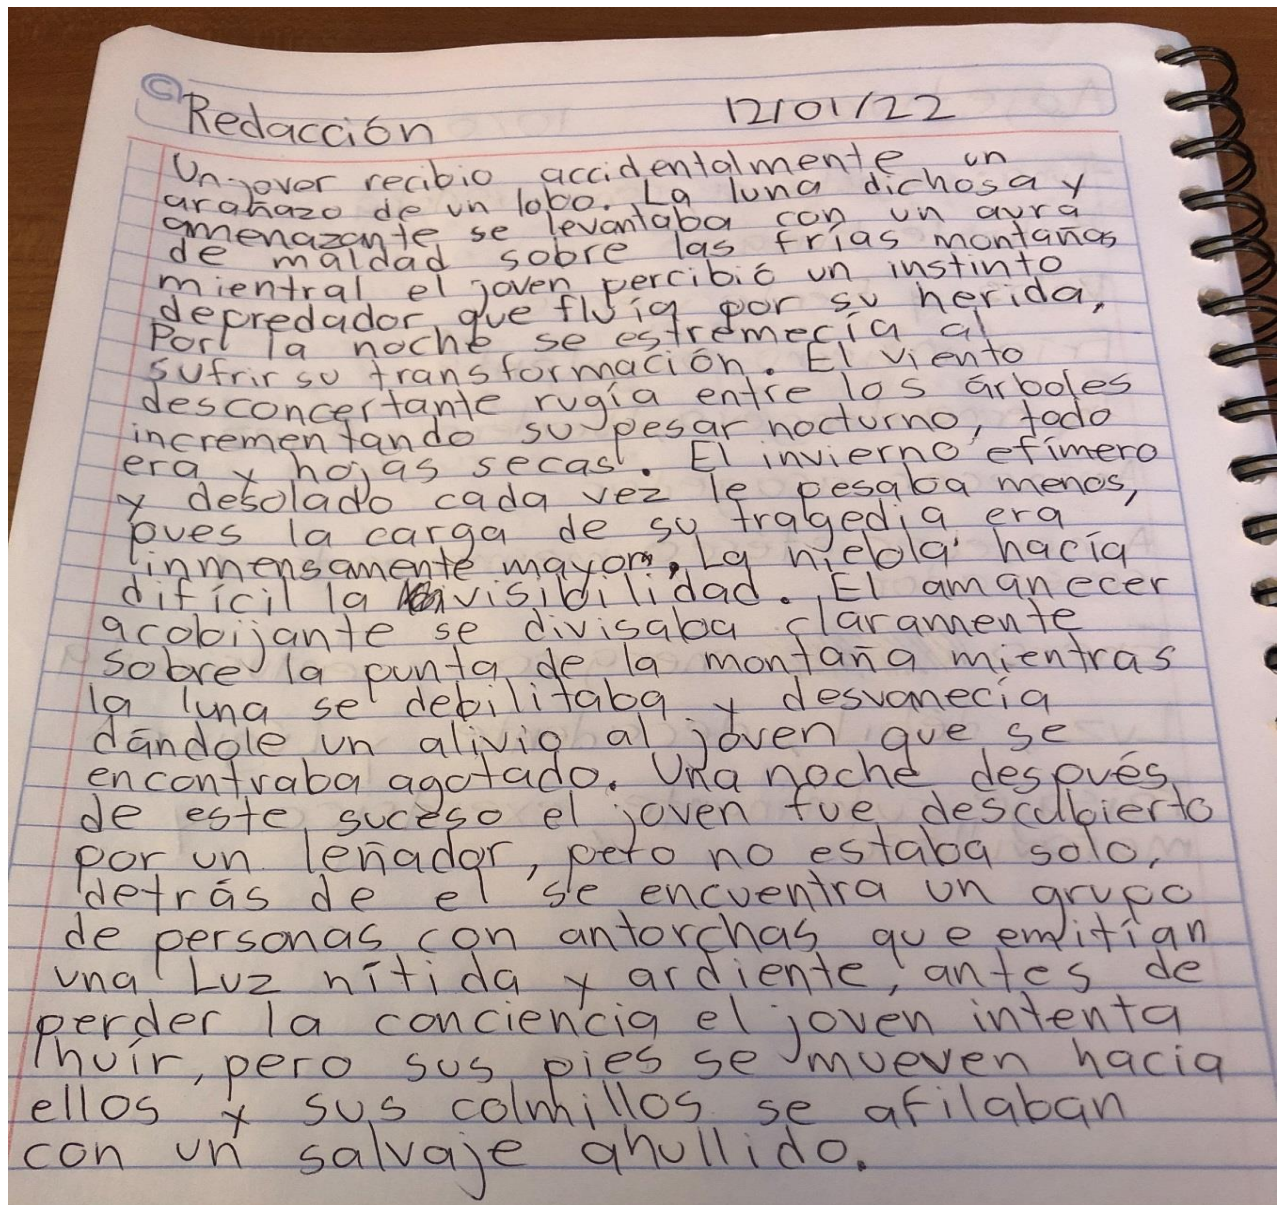 C
Redacción 12/01/22
Un jover recibio accidentalmente un
arañazo de un lobo. La luna dichosa y
amenazante se levantaba con un aura
de maldad sobre las frías montañas
mientral el joven percibió un instinto
depredador que fluía por su herida,
Por la noche se estremecía al
sufrir su transformación. El viento
desconcertante rugía entre los árboles
incrementando su pesar nocturno, todo
era y hojas secas. El invierno efímero
y desolado cada vez le pesaba menos,
pues la carga de su tragedia era
inmensamente mayor, La niebla hacía
difícil la visibilidad. El amanecer
acobijante se divisaba claramente
sobre la punta de la montaña mientras
la luna se debilitaba y desvanecía
dándole un alivio al joven que se
encontraba agotado. Una noche después
de este suceso el joven fue descubierto
por un leñador, pero no estaba solo,
detrás de el se encuentra un grupo
de personas con antorchas que emitían
una Luz nítida y ardiente, antes de
perder la conciencia el joven intenta
huír, pero sus pies se mueven hacia
ellos y sus colmillos se afilaban
con un salvaje ahullido.